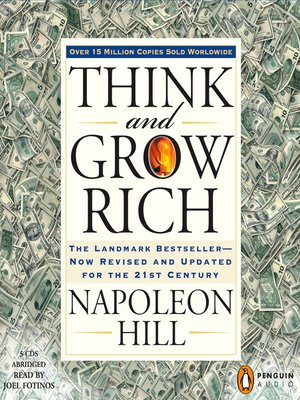 OVER 15 MILLION COPIES SOLD WORLDWIDE
THINK
and
GROW
RICH
THE LANDMARK BESTSELLER—
NOW REVISED AND UPDATED
FOR THE 21ST CENTURY
NAPOLEON
HILL
5 CDS
ABRIDGED
READ BY
JOEL FOTINOS
PENGUIN
AUDIO